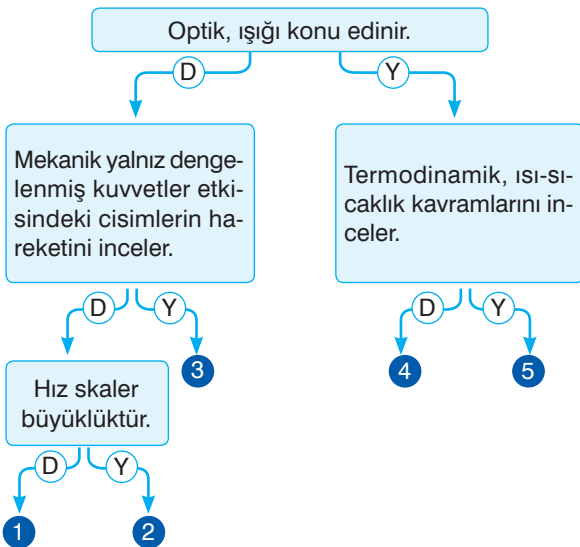 Optik, ışığı konu edinir.
D
Y
Mekanik yalnız denge-
lenmiş kuvvetler etki-
sindeki cisimlerin ha-
reketini inceler.
Termodinamik, ısı-sı-
caklık kavramlarını in-
celer.
D
Y
D
Y
3
4
5
Hız skaler
büyüklüktür.
D
Y
1
2